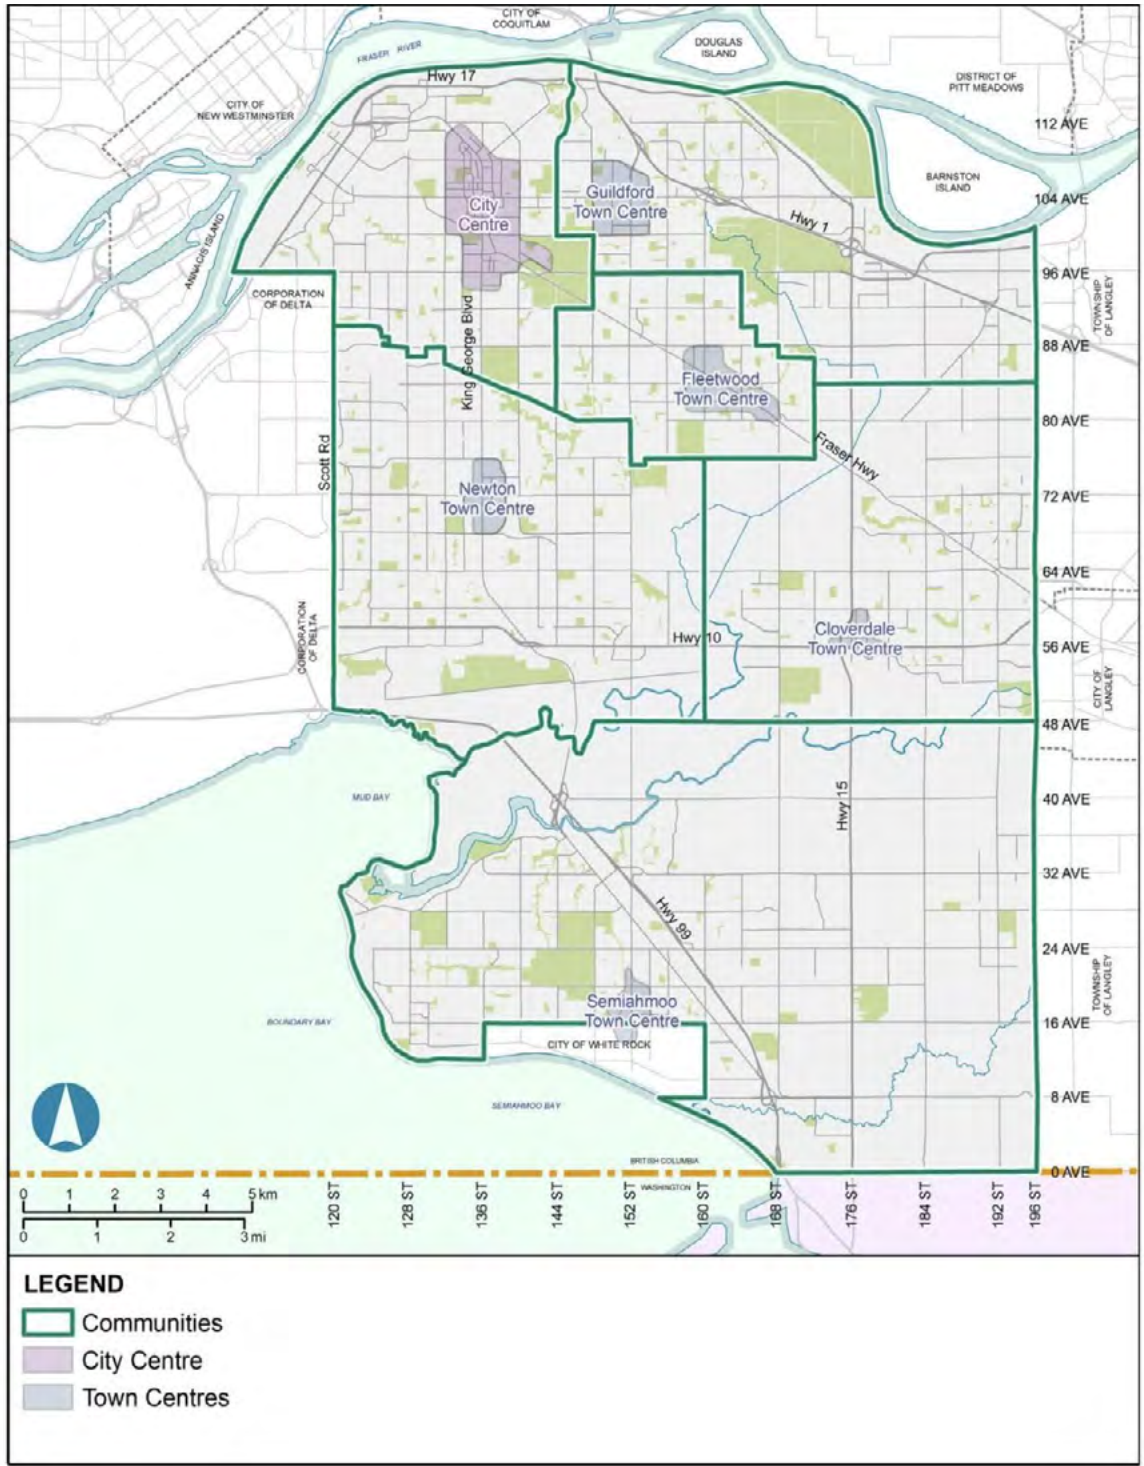 CITY OF
COQUITLAM
FRASER RIVER
DOUGLAS
ISLAND
Hwy 17
DISTRICT OF
PITT MEADOWS
CITY OF
NEW WESTMINSTER
112 AVE
BARNSTON
ISLAND
City
Centre
Guildford
Town Centre
104 AVE
Hwy 1
ANNACIS ISLAND
96 AVE
CORPORATION
OF DELTA
TOWNSHIP
OF LANGLEY
King George Blvd
88 AVE
Fleetwood
Town Centre
80 AVE
Fraser Hwy
Scott Rd
Newton
Town Centre
72 AVE
64 AVE
CORPORATION
OF DELTA
Hwy 10
Cloverdale
Town Centre
56 AVE
CITY OF
LANGLEY
48 AVE
MUD BAY
40 AVE
Hwy 15
32 AVE
Hwy 99
24 AVE
TOWNSHIP
OF LANGLEY
Semiahmoo
Town Centre
BOUNDARY BAY
16 AVE
CITY OF WHITE ROCK
8 AVE
SEMIAHMOO BAY
BRITISH COLUMBIA
0 AVE
WASHINGTON
0 1 2 3 4 5 km
0 1 2 3 mi
120 ST
128 ST
136 ST
144 ST
152 ST
160 ST
168 ST
176 ST
184 ST
192 ST
196 ST
LEGEND
Communities
City Centre
Town Centres